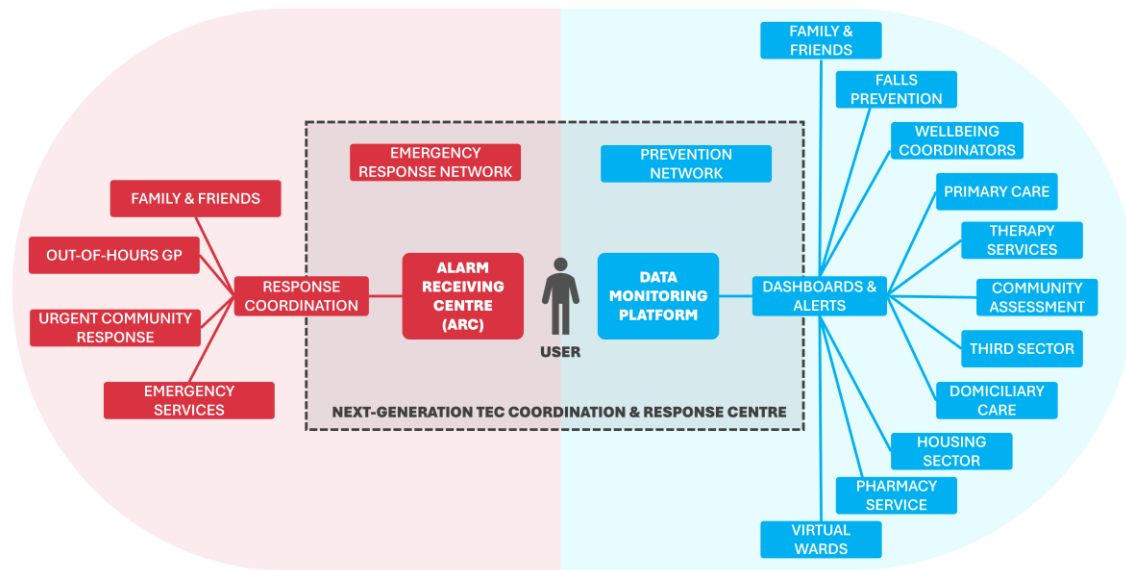 FAMILY &
FRIENDS
FALLS
PREVENTION
WELLBEING
COORDINATORS
EMERGENCY
RESPONSE NETWORK
PREVENTION
NETWORK
FAMILY & FRIENDS
PRIMARY CARE
OUT-OF-HOURS GP
THERAPY
SERVICES
RESPONSE
COORDINATION
ALARM
RECEIVING
CENTRE
(ARC)
USER
DATA
MONITORING
PLATFORM
DASHBOARDS &
ALERTS
COMMUNITY
ASSESSMENT
URGENT COMMUNITY
RESPONSE
THIRD SECTOR
EMERGENCY
SERVICES
DOMICILIARY
CARE
NEXT-GENERATION TEC COORDINATION & RESPONSE CENTRE
HOUSING
SECTOR
PHARMACY
SERVICE
VIRTUAL
WARDS